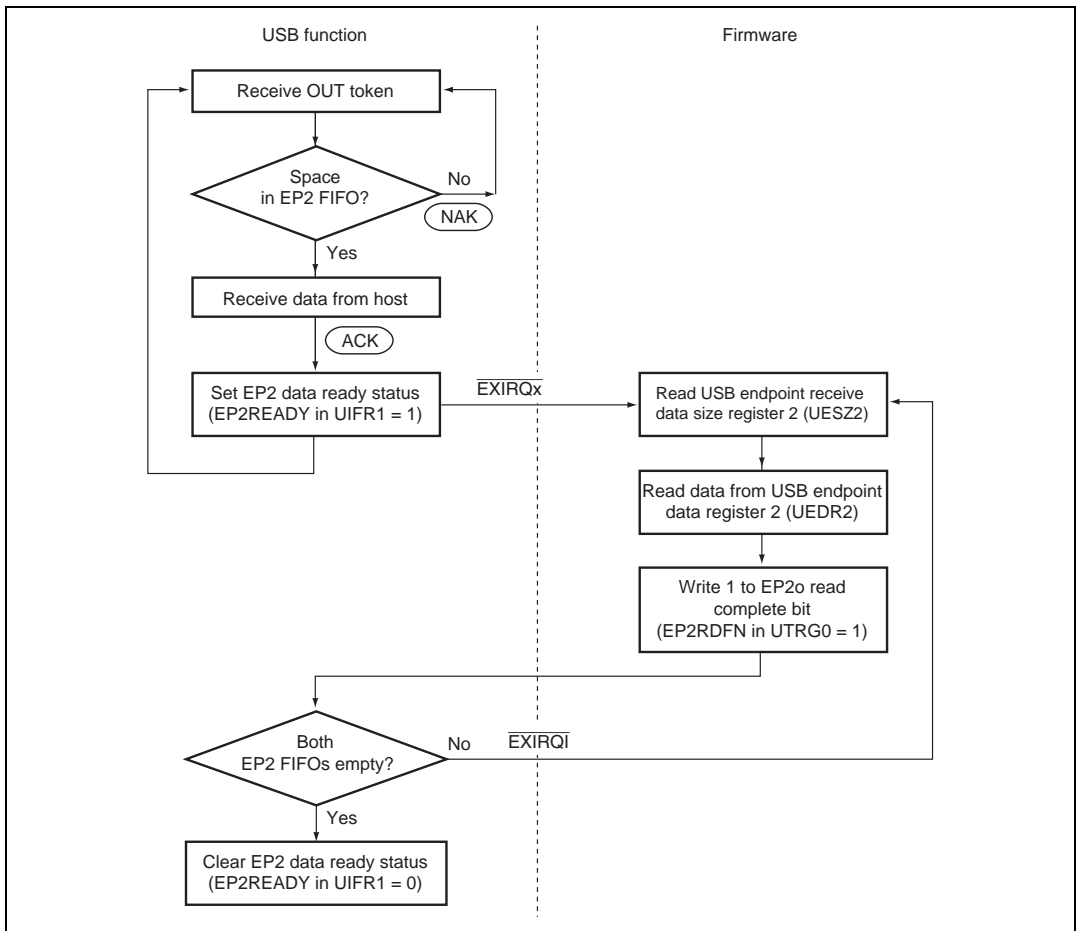 USB function
Firmware
Receive OUT token
Space
in EP2 FIFO?
No
NAK
Yes
Receive data from host
ACK
Set EP2 data ready status
(EP2READY in UIFR1 = 1)
EXIRQx
Read USB endpoint receive
data size register 2 (UESZ2)
Read data from USB endpoint
data register 2 (UEDR2)
Write 1 to EP2o read
complete bit
(EP2RDFN in UTRG0 = 1)
Both
EP2 FIFOs empty?
No
EXIRQI
Yes
Clear EP2 data ready status
(EP2READY in UIFR1 = 0)